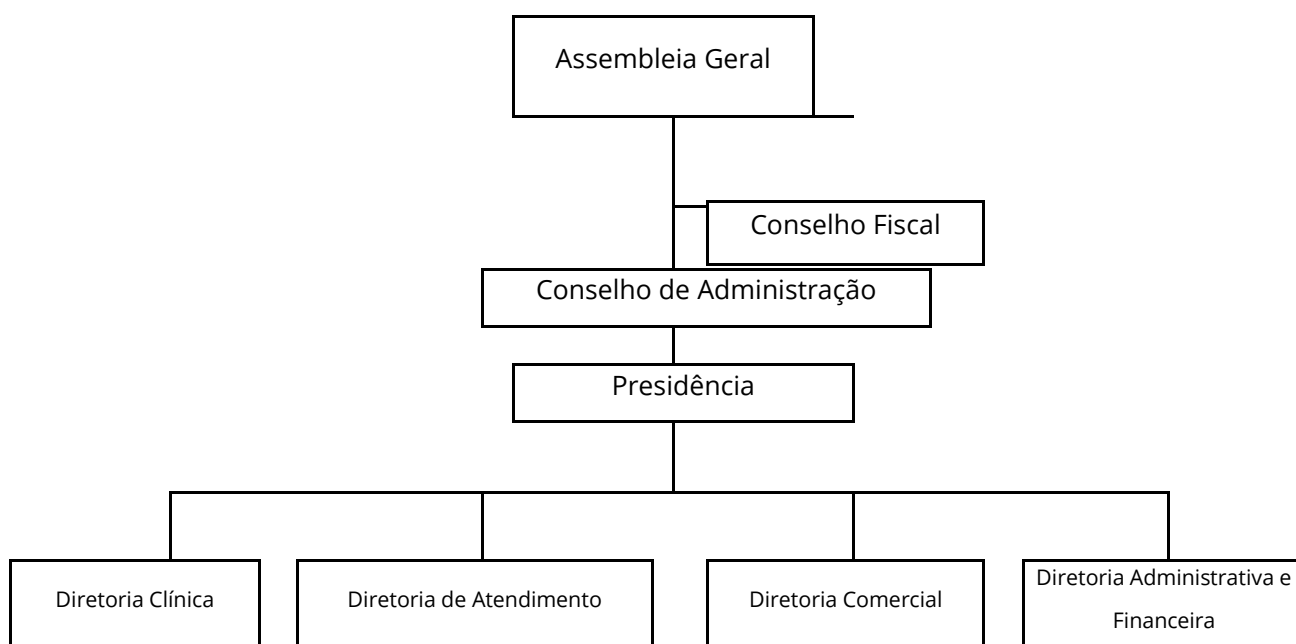 Assembleia Geral
Conselho Fiscal
Conselho de Administração
Presidência
Diretoria Clínica
Diretoria de Atendimento
Diretoria Comercial
Diretoria Administrativa e
Financeira